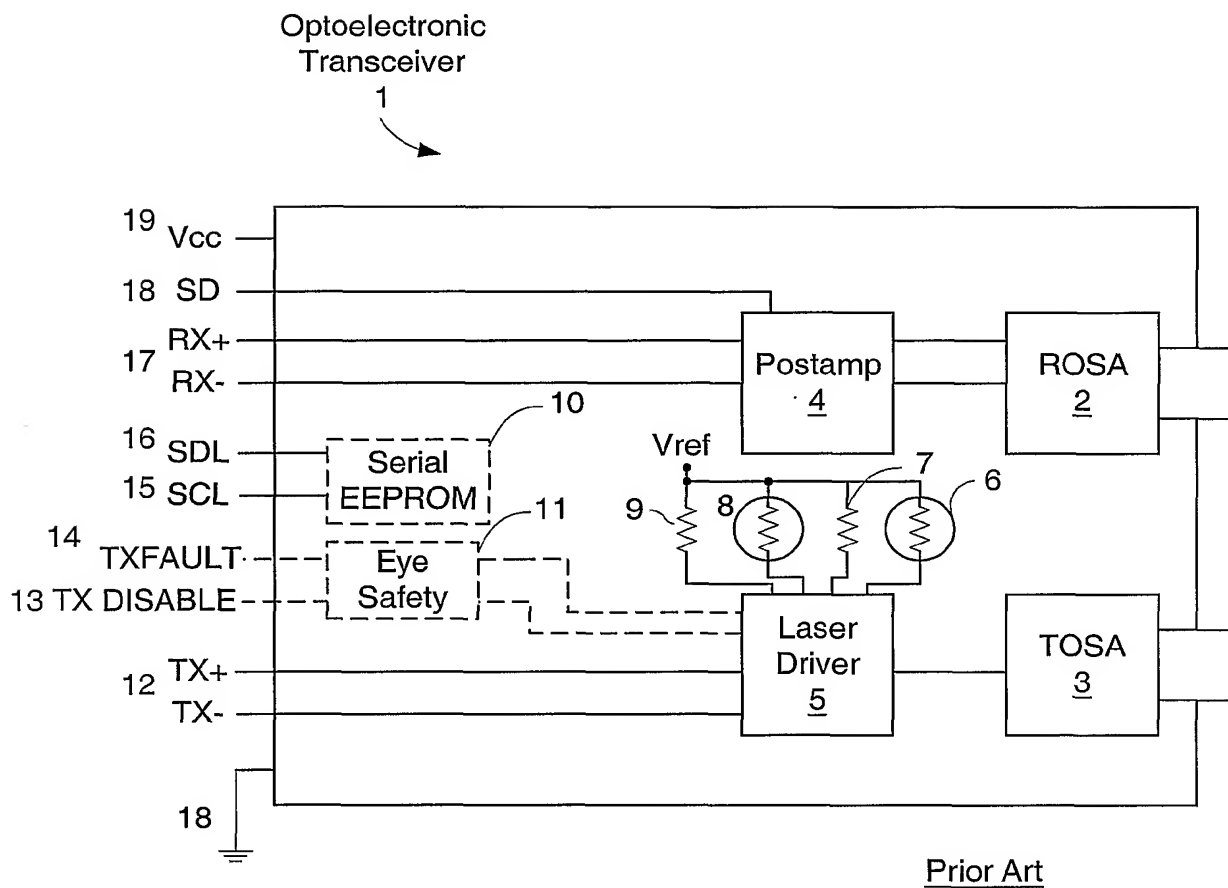 Optoelectronic
Transceiver
1
19
Vcc
18 SD
17
RX+
RX-
Postamp
4
ROSA
2
16
SDL
15 SCL
Serial
EEPROM
10
Vref
9
8
7
6
14
TXFAULT
13 TX DISABLE
Eye
Safety
11
12
TX+
TX-
Laser
Driver
5
TOSA
3
18
Prior Art